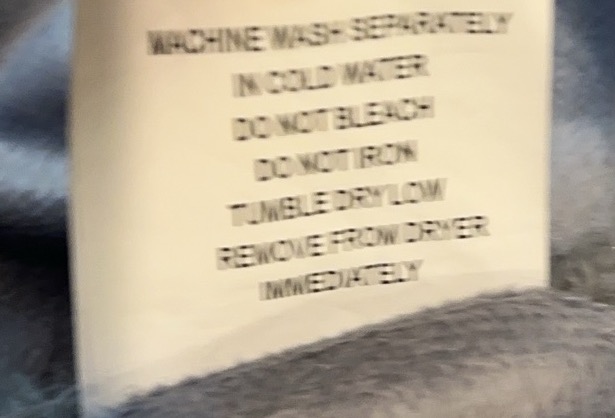 MACHINE WASH SEPARATELY
IN COLD WATER
DO NOT BLEACH
DO NOT IRON
TUMBLE DRY LOW
REMOVE FROM DRYER
IMMEDIATELY